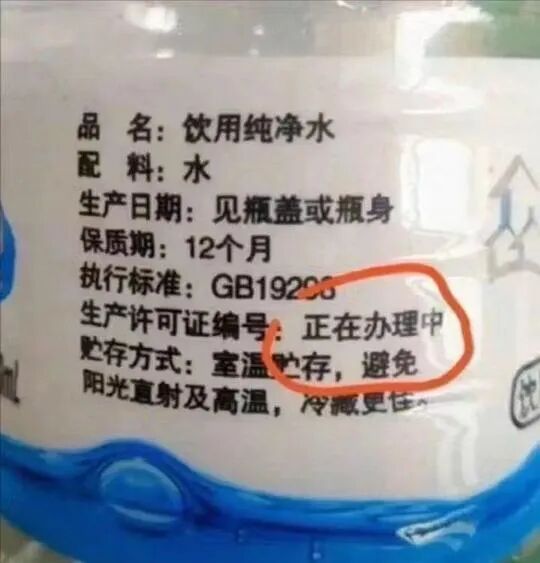 品 名：饮用纯净水
配 料：水
生产日期：见瓶盖或瓶身
保质期：12个月
执行标准：GB19298
生产许可证编号：正在办理中
贮存方式：室温贮存，避免
阳光直射及高温，冷藏更佳。
饮
mL